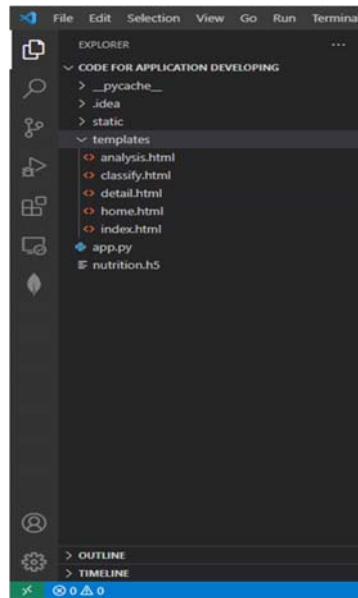 File Edit Selection View Go Run Termina
EXPLORER ...
CODE FOR APPLICATION DEVELOPING
__pycache__
.idea
static
templates
analysis.html
classify.html
detail.html
home.html
index.html
app.py
nutrition.h5
OUTLINE
TIMELINE
0 0